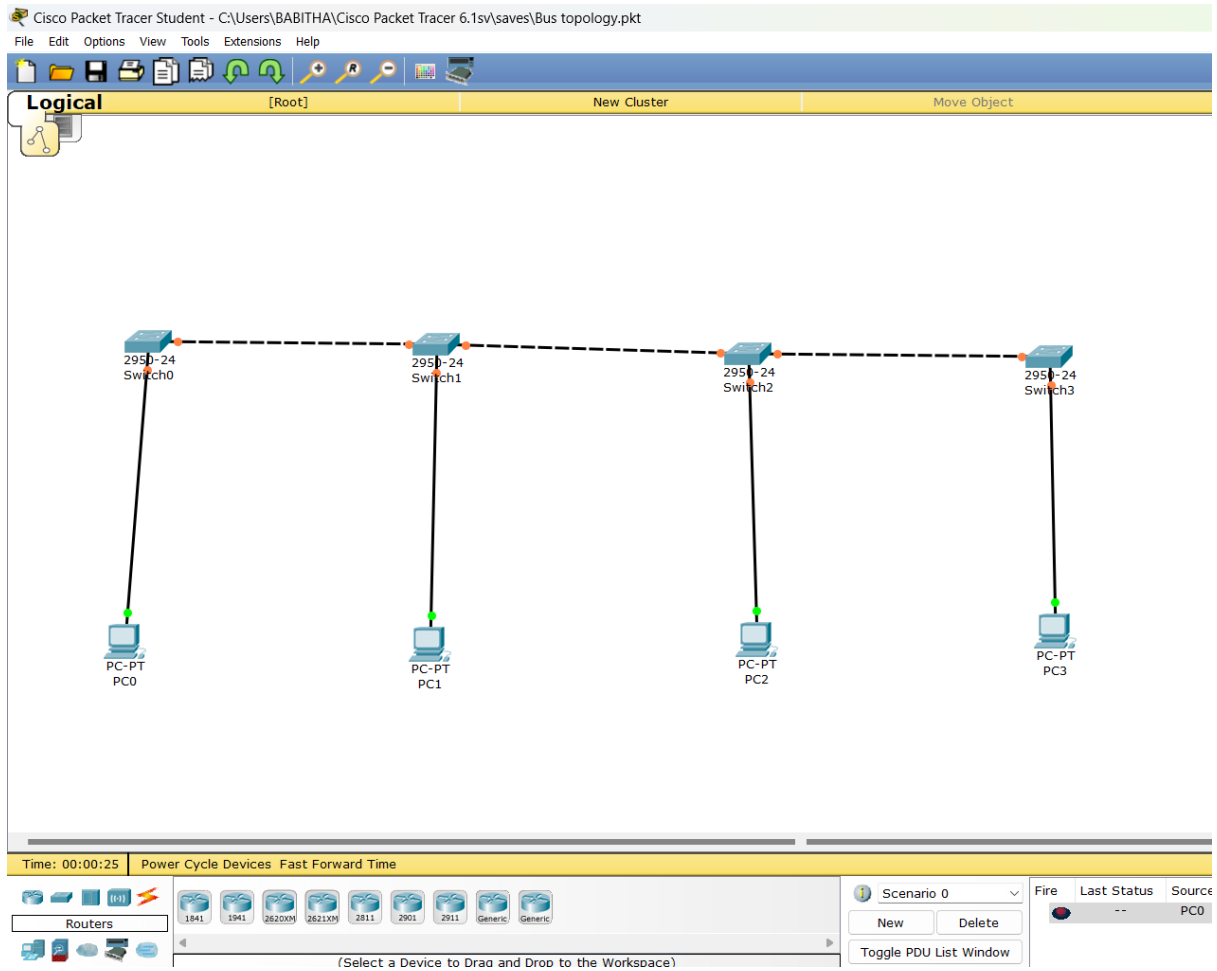 Cisco Packet Tracer Student - C:\Users\BABITHA\Cisco Packet Tracer 6.1sv\saves\Bus topology.pkt
File Edit Options View Tools Extensions Help
R
Logical [Root] New Cluster Move Object
2950-24
Switch0
2950-24
Switch1
2950-24
Switch2
2950-24
Switch3
PC-PT
PC0
PC-PT
PC1
PC-PT
PC2
PC-PT
PC3
Time: 00:00:25 Power Cycle Devices Fast Forward Time
Routers
1841 1941 2620XM 2621XM 2811 2901 2911 Generic Generic
(Select a Device to Drag and Drop to the Workspace)
Scenario 0
New Delete
Toggle PDU List Window
Fire Last Status Source
-- PC0